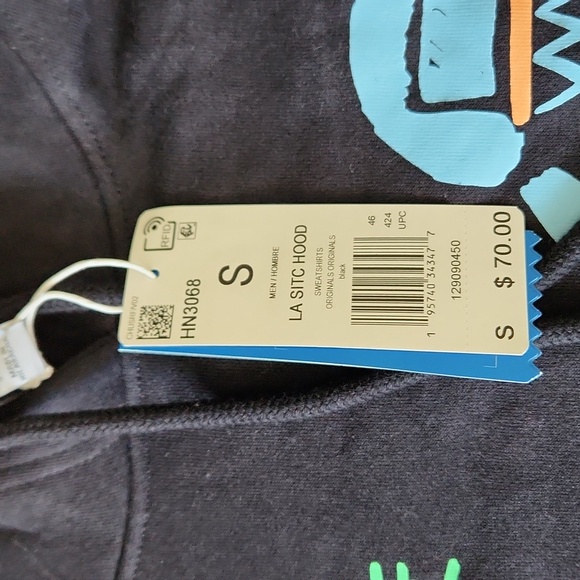 RFID
HN3068
S
MEN / HOMBRE
LA SITC HOOD
SWEATSHIRTS
ORIGINALS ORIGINALS
black
46
424
UPC
1 95740 34347 7
129090450
S $ 70.00